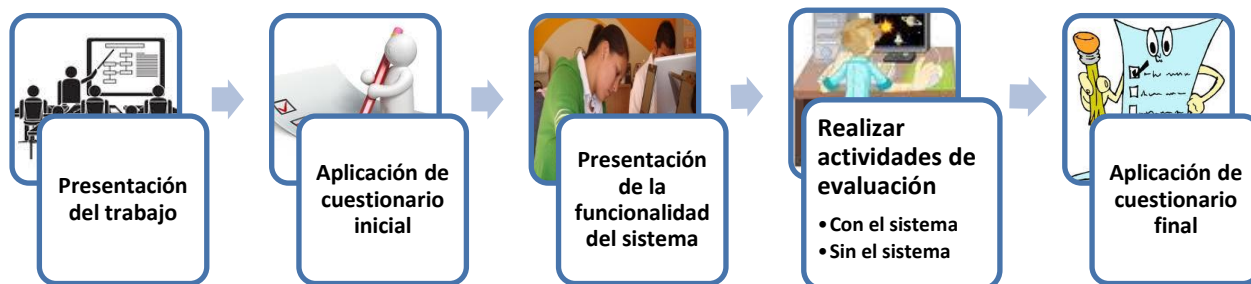 Presentación
del trabajo
Aplicación de
cuestionario
inicial
Presentación
de la
funcionalidad
del sistema
Realizar
actividades de
evaluación
•Con el sistema
•Sin el sistema
Aplicación de
cuestionario
final